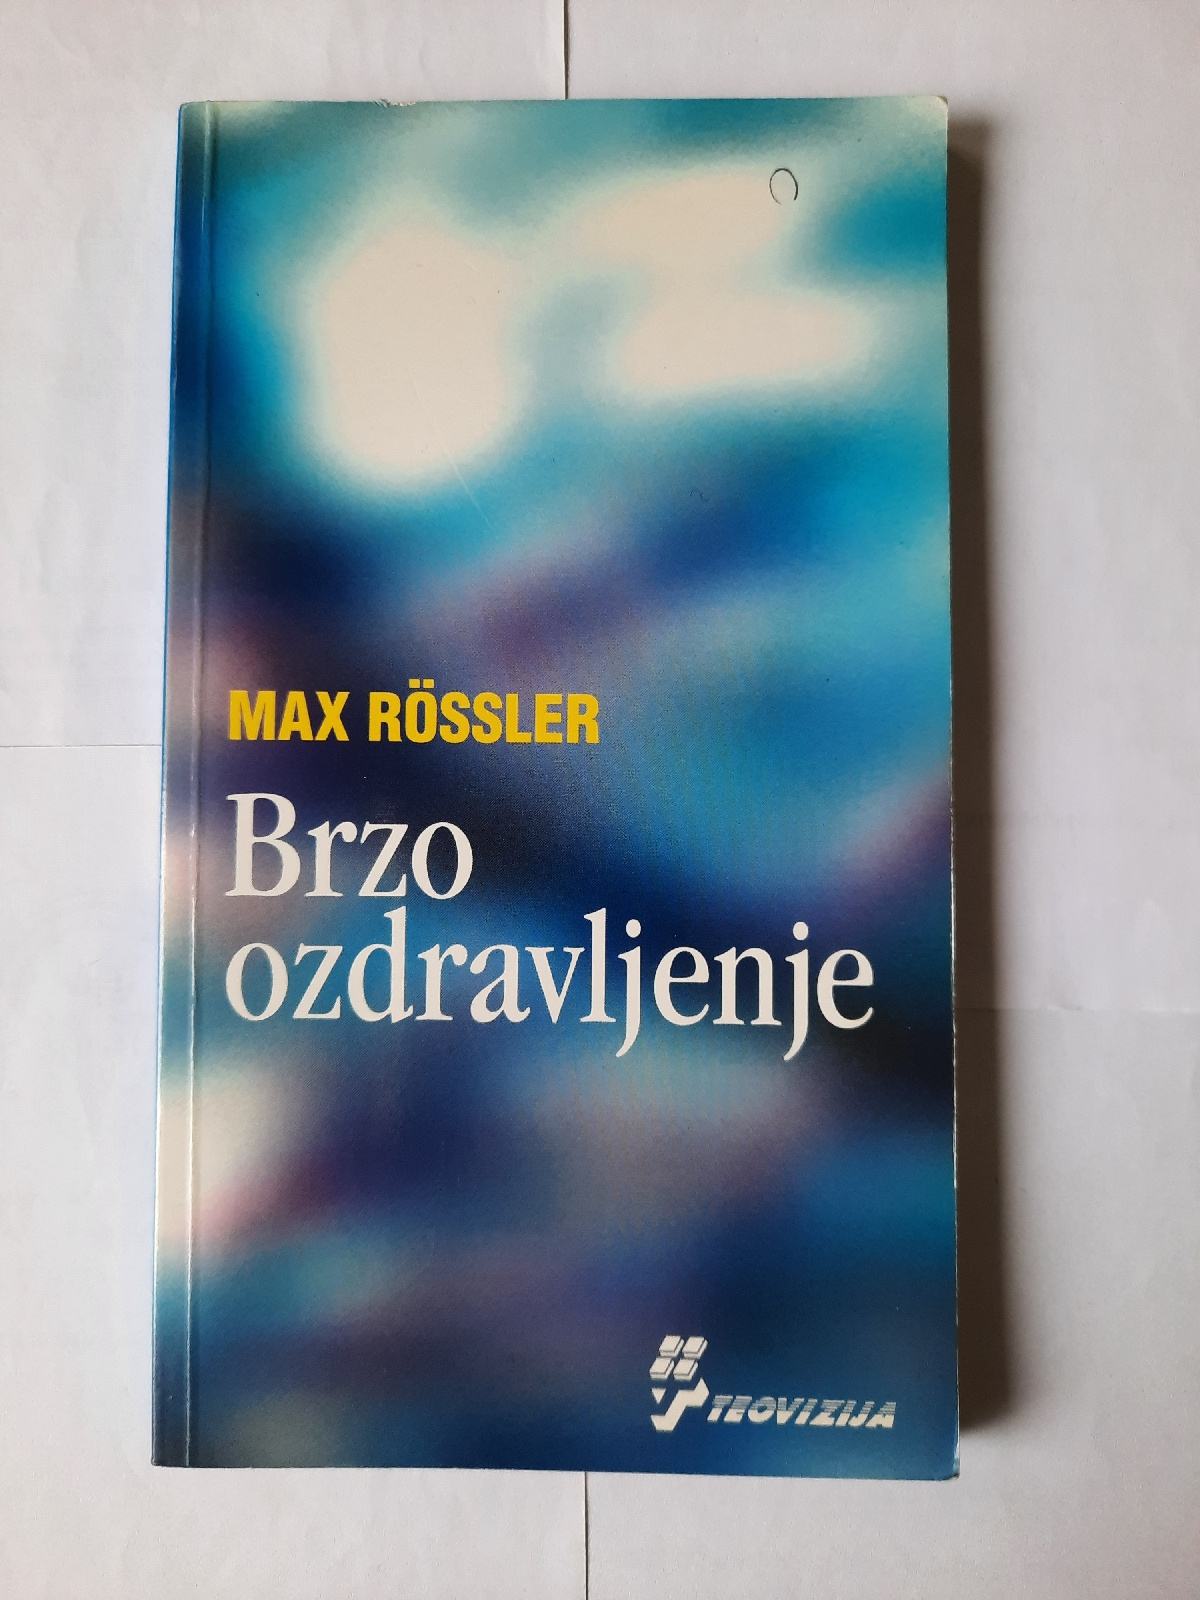 MAX RÖSSLER
Brzo
ozdravljenje
TEOVIZIJA